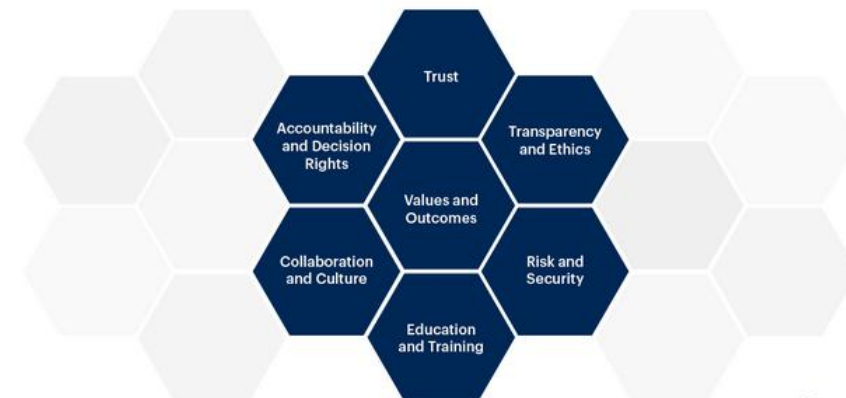 Trust
Accountability
and Decision
Rights
Transparency
and Ethics
Values and
Outcomes
Collaboration
and Culture
Risk and
Security
Education
and Training